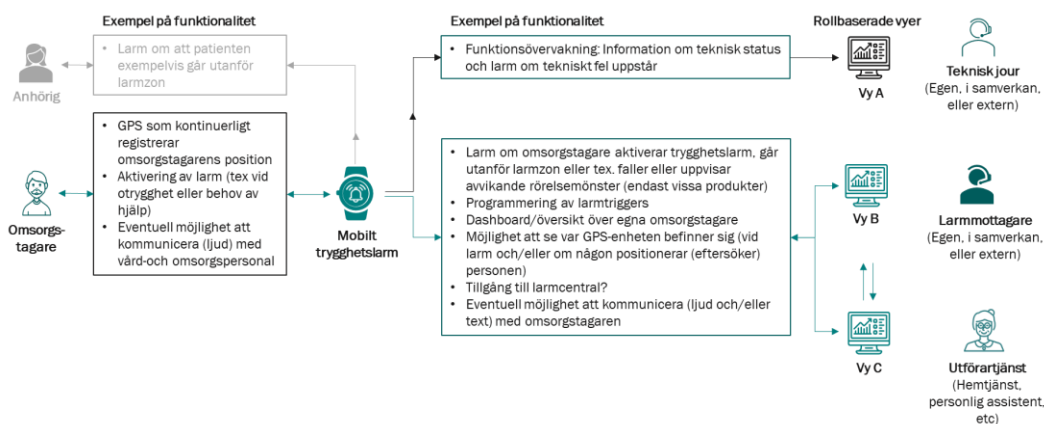 Exempel på funktionalitet
Exempel på funktionalitet
Rollbaserade vyer
• Larm om att patienten
exempelvis går utanför
larmzon
Anhörig
• Funktionsövervakning: Information om teknisk status
och larm om tekniskt fel uppstår
Vy A
Teknisk jour
(Egen, i samverkan,
eller extern)
• GPS som kontinuerligt
registrerar
omsorgstagarens position
• Aktivering av larm (tex vid
otrygghet eller behov av
hjälp)
• Eventuell möjlighet att
kommunicera (ljud) med
vård-och omsorgspersonal
Omsorgs-
tagare
Mobilt
trygghetslarm
• Larm om omsorgstagare aktiverar trygghetslarm, går
utanför larmzon eller tex. faller eller uppvisar
avvikande rörelsemönster (endast vissa produkter)
• Programmering av larmtriggers
• Dashboard/översikt över egna omsorgstagare
• Möjlighet att se var GPS-enheten befinner sig (vid
larm och/eller om någon positionerar (eftersöker)
personen)
• Tillgång till larmcentral?
• Eventuell möjlighet att kommunicera (ljud och/eller
text) med omsorgstagaren
Vy B
Larmmottagare
(Egen, i samverkan,
eller extern)
Vy C
Utförartjänst
(Hemtjänst,
personlig assistent,
etc)